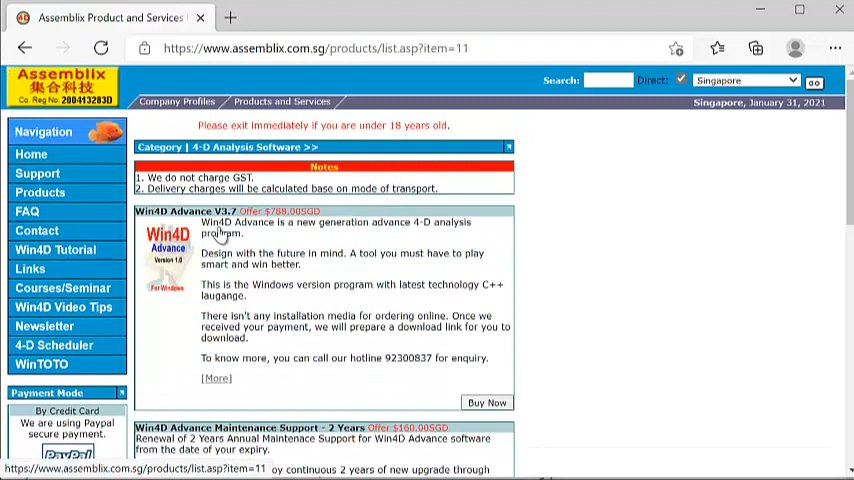 Assemblix Product and Services
https://www.assemblix.com.sg/products/list.asp?item=11
Assemblix
集合科技
Co. Reg No: 200413283D
Search:
Direct:
Singapore
GO
Company Profiles
Products and Services
Singapore, January 31, 2021
Please exit immediately if you are under 18 years old.
Navigation
Home
Support
Products
FAQ
Contact
Win4D Tutorial
Links
Courses/Seminar
Win4D Video Tips
Newsletter
4-D Scheduler
WinTOTO
Payment Mode
By Credit Card
We are using Paypal
secure payment.
PayPal
Category | 4-D Analysis Software >>
Notes
1. We do not charge GST.
2. Delivery charges will be calculated base on mode of transport.
Win4D Advance V3.7 Offer $788.00SGD
Win4D
Advance
Version 1.0
For Windows
Win4D Advance is a new generation advance 4-D analysis
program.
Design with the future in mind. A tool you must have to play
smart and win better.
This is the Windows version program with latest technology C++
laugange.
There isn't any installation media for ordering online. Once we
received your payment, we will prepare a download link for you to
download.
To know more, you can call our hotline 92300837 for enquiry.
[More]
Buy Now
Win4D Advance Maintenance Support - 2 Years Offer $160.00SGD
Renewal of 2 Years Annual Maintenace Support for Win4D Advance software
from the date of your expiry.
oy continuous 2 years of new upgrade through
https://www.assemblix.com.sg/products/list.asp?item=11